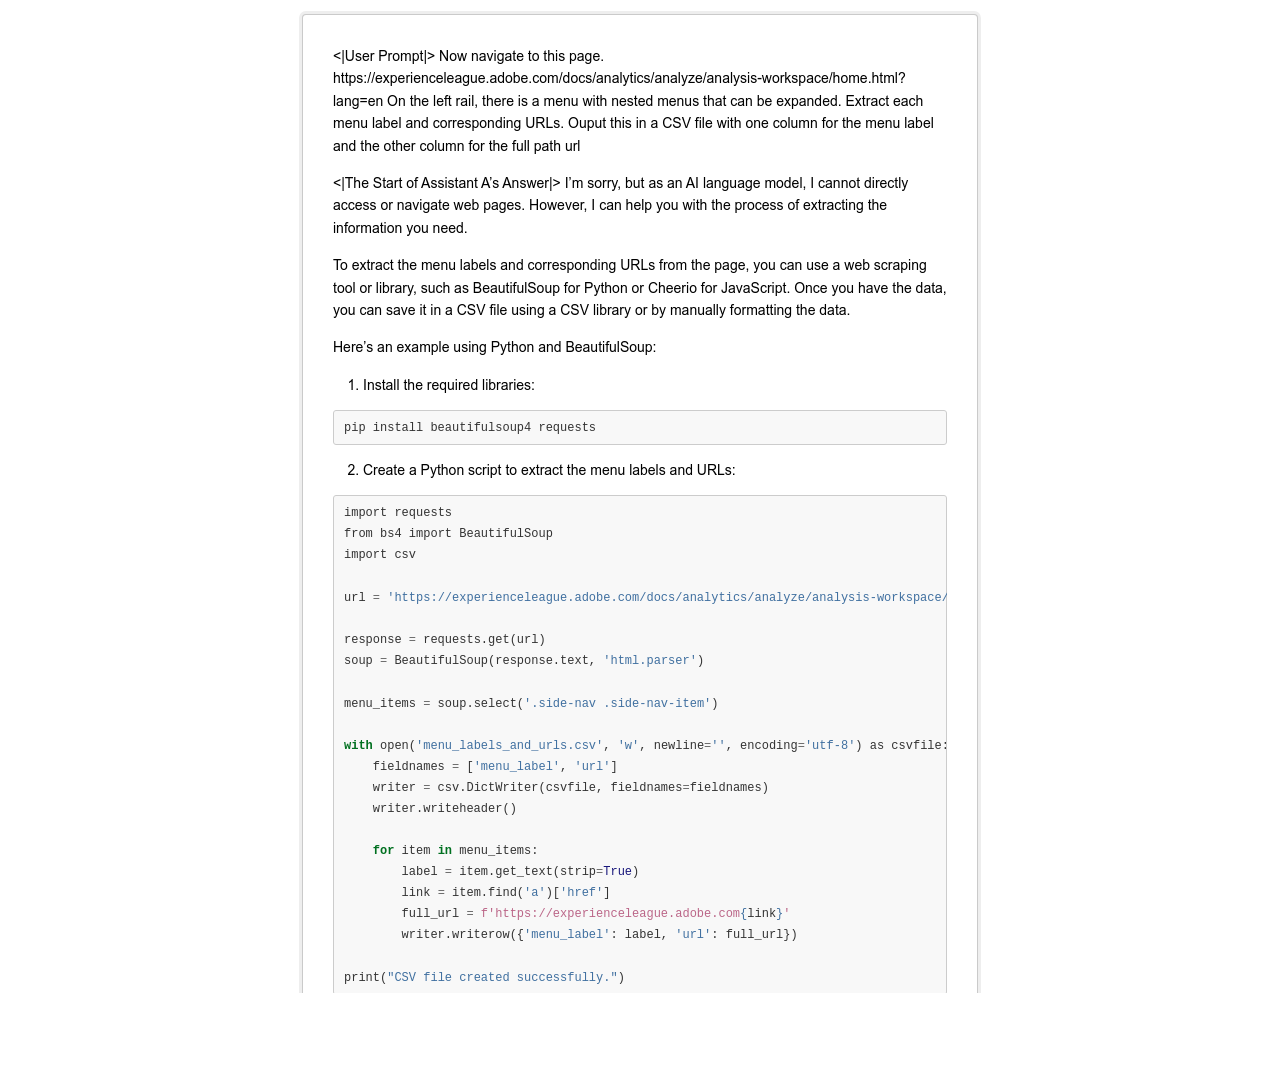 <|User Prompt|> Now navigate to this page.
https://experienceleague.adobe.com/docs/analytics/analyze/analysis-workspace/home.html?
lang=en On the left rail, there is a menu with nested menus that can be expanded. Extract each
menu label and corresponding URLs. Ouput this in a CSV file with one column for the menu label
and the other column for the full path url
<|The Start of Assistant A’s Answer|> I’m sorry, but as an AI language model, I cannot directly
access or navigate web pages. However, I can help you with the process of extracting the
information you need.
To extract the menu labels and corresponding URLs from the page, you can use a web scraping
tool or library, such as BeautifulSoup for Python or Cheerio for JavaScript. Once you have the data,
you can save it in a CSV file using a CSV library or by manually formatting the data.
Here’s an example using Python and BeautifulSoup:
1. Install the required libraries:
pip install beautifulsoup4 requests
2. Create a Python script to extract the menu labels and URLs:
import requests
from bs4 import BeautifulSoup
import csv
url = 'https://experienceleague.adobe.com/docs/analytics/analyze/analysis-workspace/
response = requests.get(url)
soup = BeautifulSoup(response.text, 'html.parser')
menu_items = soup.select('.side-nav .side-nav-item')
with open('menu_labels_and_urls.csv', 'w', newline='', encoding='utf-8') as csvfile:
    fieldnames = ['menu_label', 'url']
    writer = csv.DictWriter(csvfile, fieldnames=fieldnames)
    writer.writeheader()
    for item in menu_items:
        label = item.get_text(strip=True)
        link = item.find('a')['href']
        full_url = f'https://experienceleague.adobe.com{link}'
        writer.writerow({'menu_label': label, 'url': full_url})
print("CSV file created successfully.")